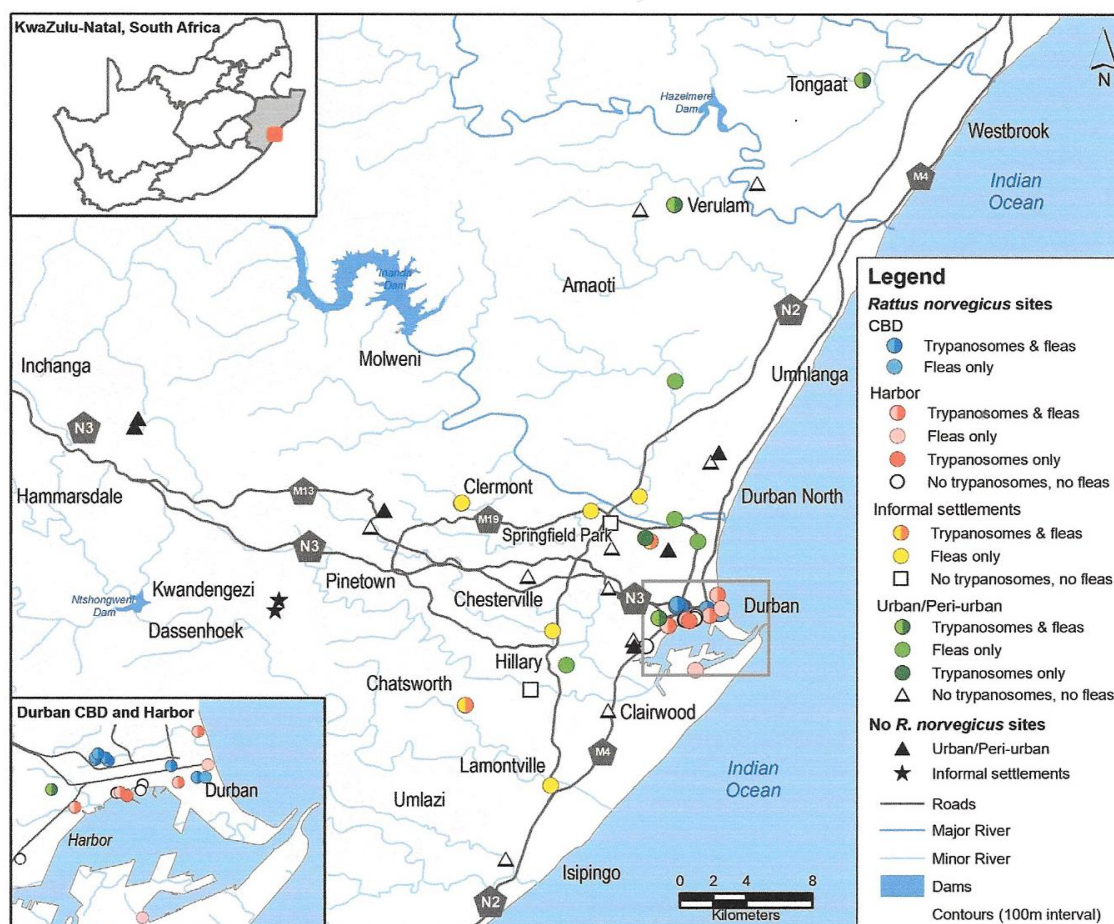 KwaZulu-Natal, South Africa
N
Tongaat
Hazelmere
Dam
Westbrook
M4
Indian
Ocean
Verulam
Inanda
Dam
Amaoti
N2
Molweni
Inchanga
Umhlanga
N3
Hammarsdale
M13
Clermont
M19
Durban North
Springfield Park
N3
Kwandengezi
Pinetown
Chesterville
N3
Durban
Ntshongweni
Dam
Dassenhoek
Hillary
Chatsworth
Clairwood
M4
Lamontville
Umlazi
Indian
Ocean
Isipingo
N2
0 2 4 8
Kilometers
Durban CBD and Harbor
Durban
Harbor
Legend
Rattus norvegicus sites
CBD
Trypanosomes & fleas
Fleas only
Harbor
Trypanosomes & fleas
Fleas only
Trypanosomes only
No trypanosomes, no fleas
Informal settlements
Trypanosomes & fleas
Fleas only
No trypanosomes, no fleas
Urban/Peri-urban
Trypanosomes & fleas
Fleas only
Trypanosomes only
No trypanosomes, no fleas
No R. norvegicus sites
Urban/Peri-urban
Informal settlements
Roads
Major River
Minor River
Dams
Contours (100m interval)